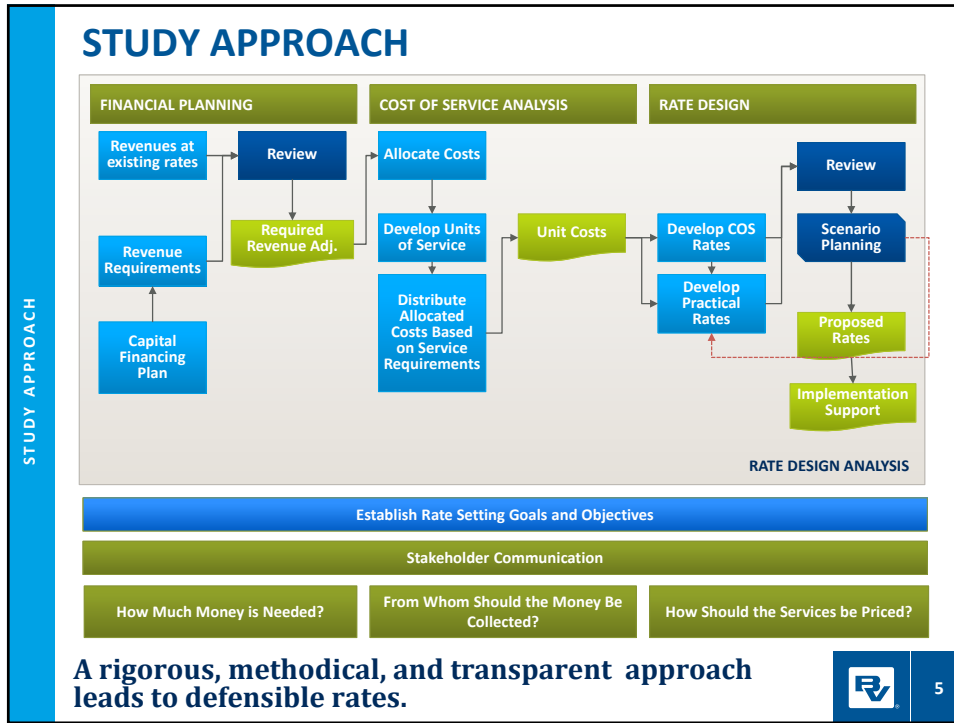 STUDY APPROACH
STUDY APPROACH
FINANCIAL PLANNING
COST OF SERVICE ANALYSIS
RATE DESIGN
Revenues at
existing rates
Review
Required
Revenue Adj.
Revenue
Requirements
Capital
Financing
Plan
Allocate Costs
Develop Units
of Service
Distribute
Allocated
Costs Based
on Service
Requirements
Unit Costs
Develop COS
Rates
Develop
Practical
Rates
Review
Scenario
Planning
Proposed
Rates
Implementation
Support
RATE DESIGN ANALYSIS
Establish Rate Setting Goals and Objectives
Stakeholder Communication
How Much Money is Needed?
From Whom Should the Money Be
Collected?
How Should the Services be Priced?
A rigorous, methodical, and transparent approach
leads to defensible rates.
BV
5